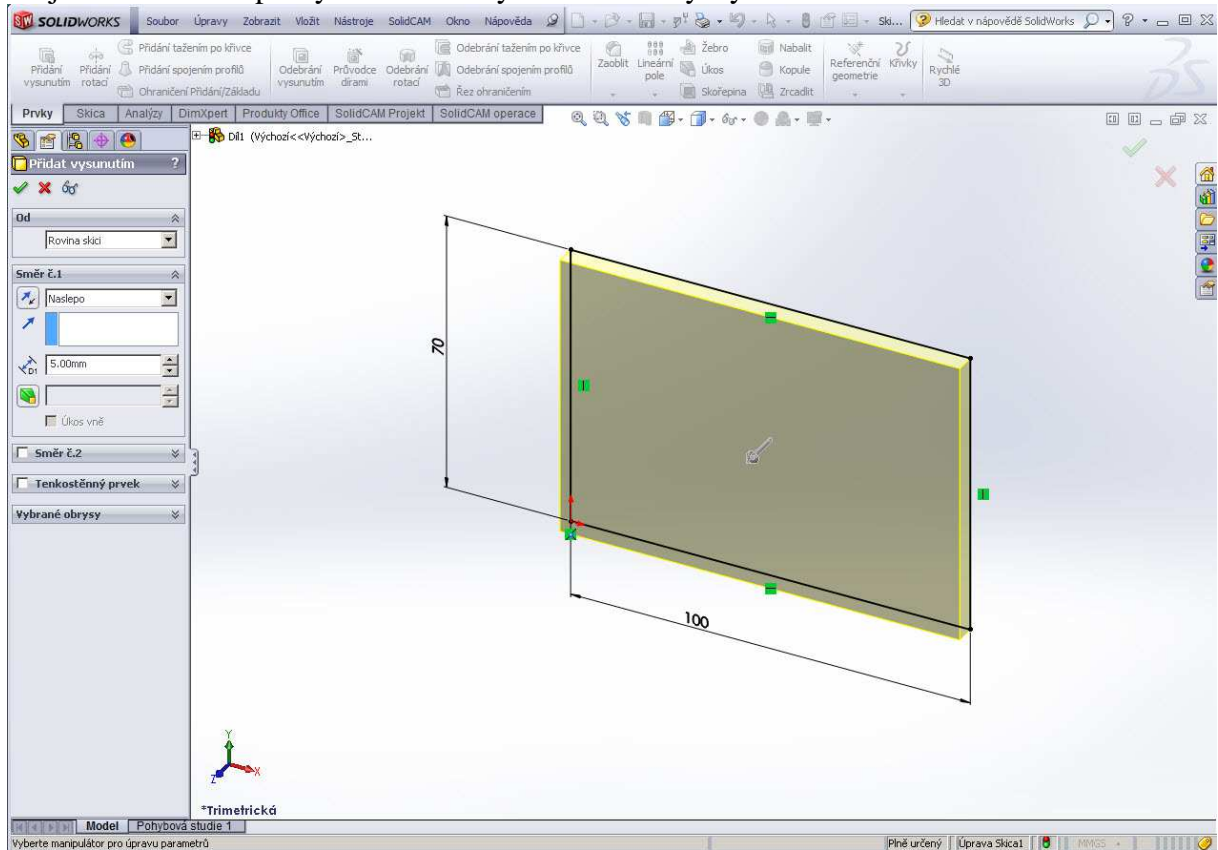 SOLIDWORKS Soubor Úpravy Zobrazit Vložit Nástroje SolidCAM Okno Nápověda Ski... Hledat v nápovědě SolidWorks
Přidání vysunutím
Přidání rotací
Přidání tažením po křivce
Přidání spojením profilů
Ohraničení Přidání/Základu
Odebrání vysunutím
Průvodce dírami
Odebrání rotací
Odebrání tažením po křivce
Odebrání spojením profilů
Řez ohraničením
Zaoblit
Lineární pole
Žebro
Úkos
Skořepina
Nabalit
Kopule
Zrcadlit
Referenční geometrie
Křivky
Rychlé 3D
Prvky Skica Analýzy DimXpert Produkty Office SolidCAM Projekt SolidCAM operace
Díl1 (Výchozí<<Výchozí>_St...
Přidat vysunutím ?
Od
Rovina skici
Směr č.1
Naslepo
D1 5.00mm
Úkos vně
Směr č.2
Tenkostěnný prvek
Vybrané obrysy
70
100
Y
Z X
*Trimetrická
Model Pohybová studie 1
Vyberte manipulátor pro úpravu parametrů Plně určený Úprava Skica1 MMGS